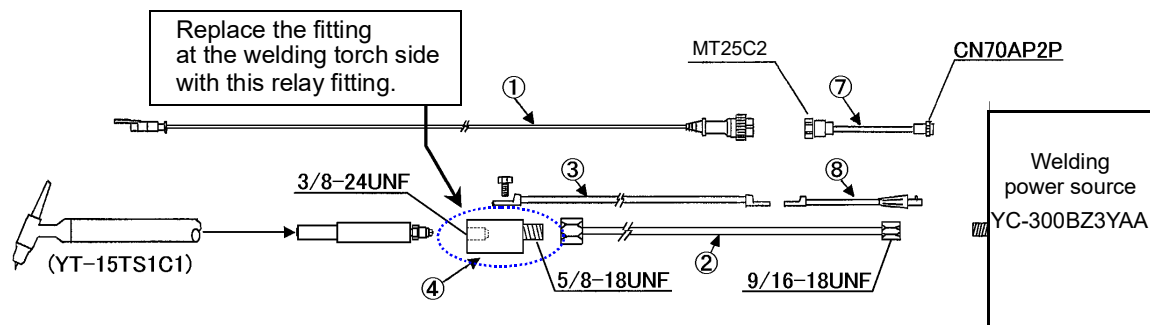 Replace the fitting
at the welding torch side
with this relay fitting.
MT25C2
CN70AP2P
①
⑦
3/8-24UNF
③
⑧
Welding
power source
YC-300BZ3YAA
(YT-15TS1C1)
④
5/8-18UNF
②
9/16-18UNF